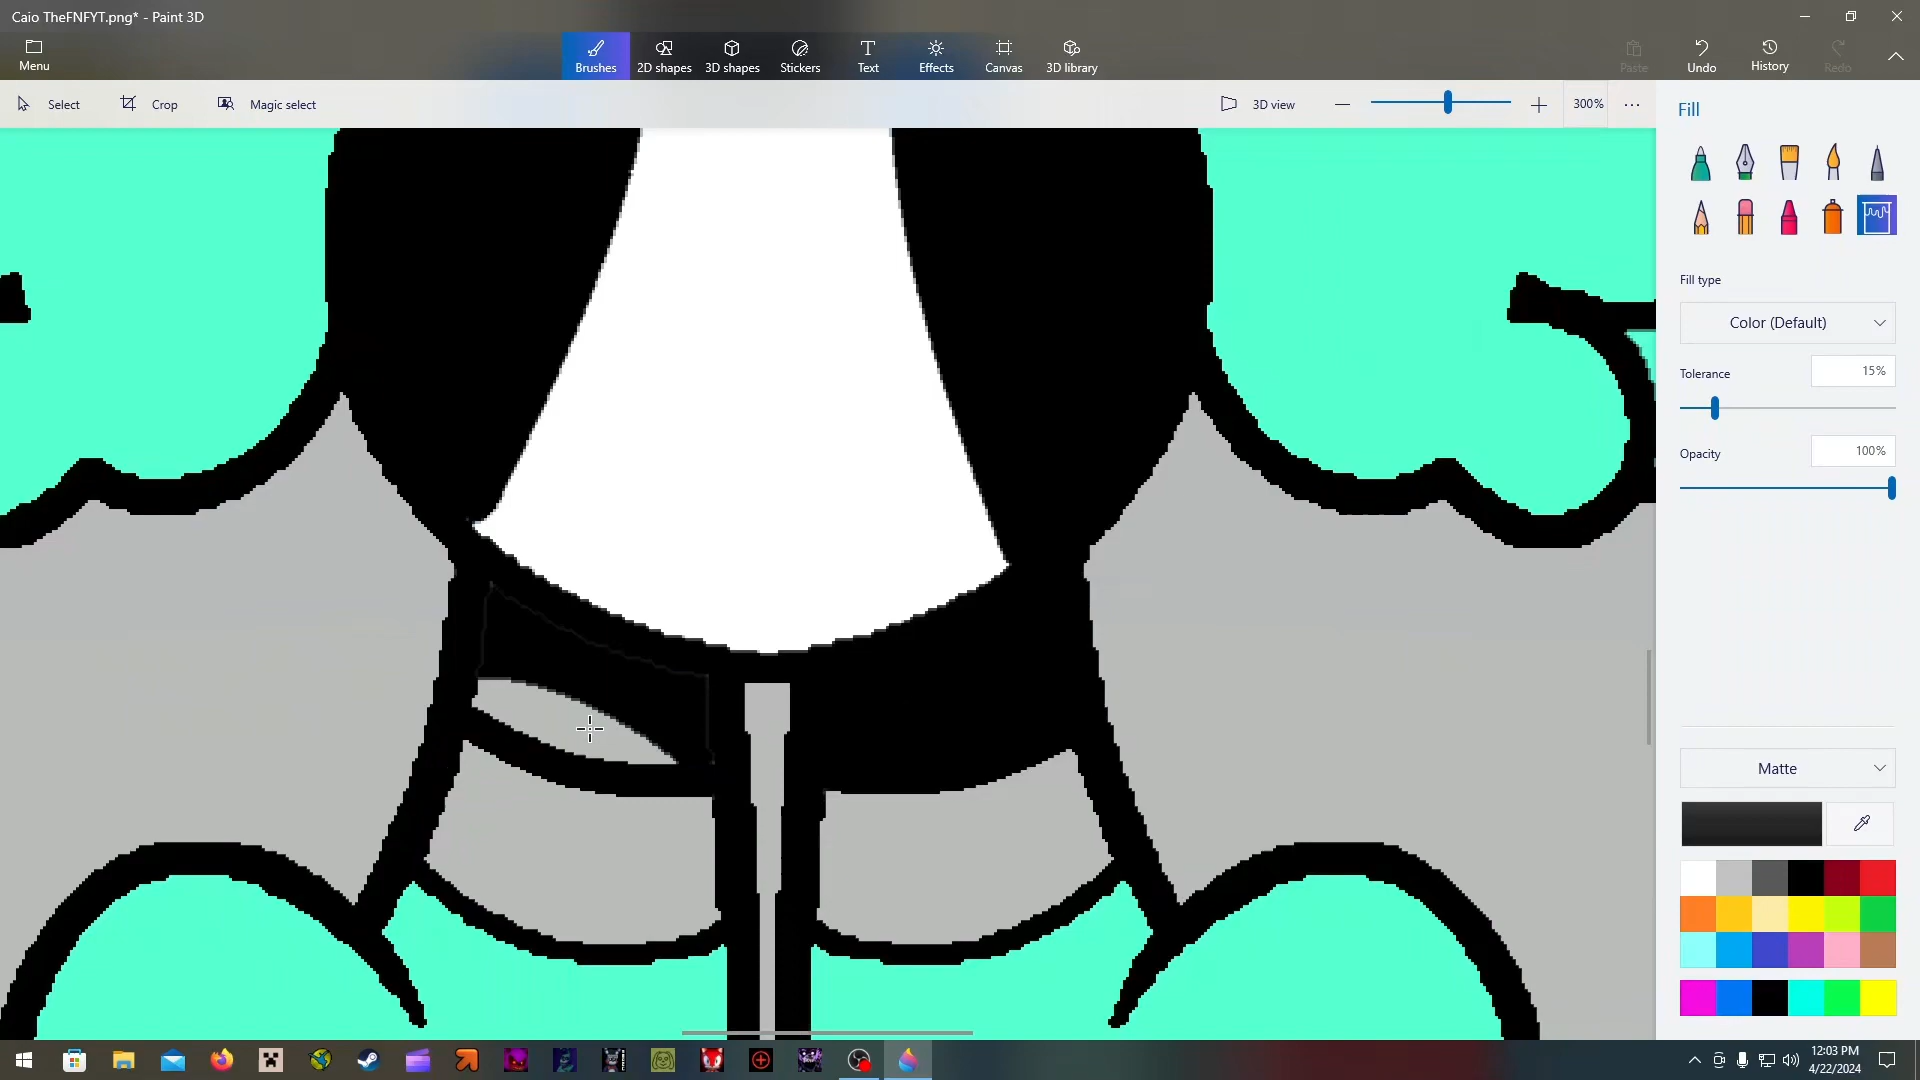 Caio TheFNFYT.png* - Paint 3D
Menu
Brushes
2D shapes
3D shapes
Stickers
Text
Effects
Canvas
3D library
Paste
Undo
History
Redo
Select
Crop
Magic select
3D view
300%
Fill
Fill type
Color (Default)
Tolerance
15%
Opacity
100%
Matte
12:03 PM
4/22/2024